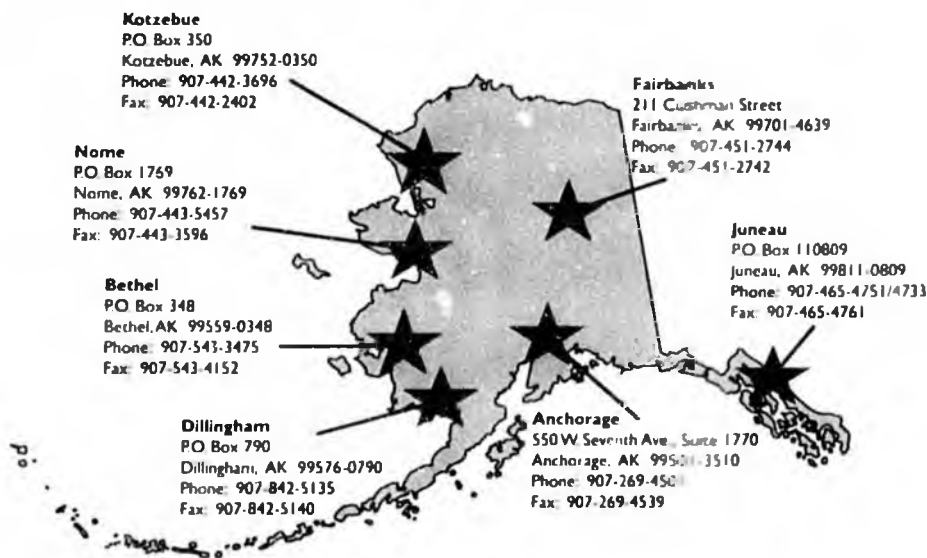 Kotzebue
P.O. Box 350
Kotzebue, AK 99752-0350
Phone: 907-442-3696
Fax: 907-442-2402
Fairbanks
211 Cushman Street
Fairbanks, AK 99701-4639
Phone: 907-451-2744
Fax: 907-451-2742
Nome
P.O. Box 1769
Nome, AK 99762-1769
Phone: 907-443-5457
Fax: 907-443-3596
Juneau
P.O. Box 110809
Juneau, AK 99811-0809
Phone: 907-465-4751/4733
Fax: 907-465-4761
Bethel
P.O. Box 348
Bethel, AK 99559-0348
Phone: 907-543-3475
Fax: 907-543-4152
Dillingham
P.O. Box 790
Dillingham, AK 99576-0790
Phone: 907-842-5135
Fax: 907-842-5140
Anchorage
550 W. Seventh Ave., Suite 1770
Anchorage, AK
Phone:
Fax: 907-269-4539